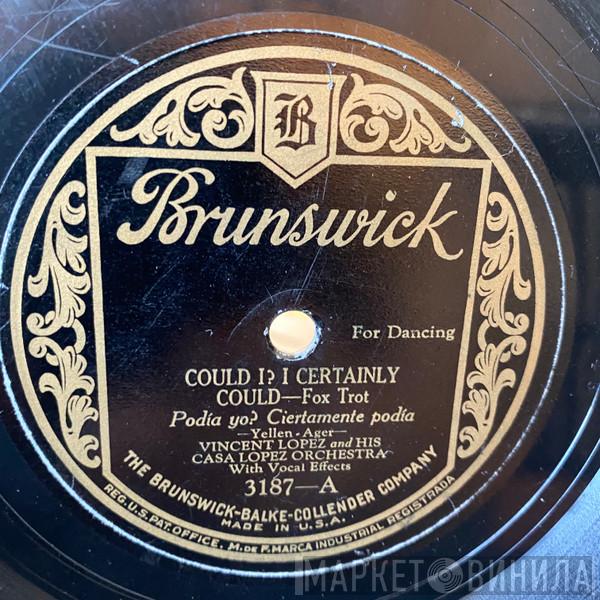 B
Brunswick
For Dancing
COULD I? I CERTAINLY
COULD—Fox Trot
Podía yo? Ciertamente podía
—Yellen-Ager—
VINCENT LOPEZ and HIS
CASA LOPEZ ORCHESTRA
With Vocal Effects
3187—A
THE BRUNSWICK-BALKE-COLLENDER COMPANY
MADE IN U.S.A.
REG. U.S. PAT. OFFICE. M. DE F. MARCA INDUSTRIAL REGISTRADA
МАРКЕТ ВИНИЛА